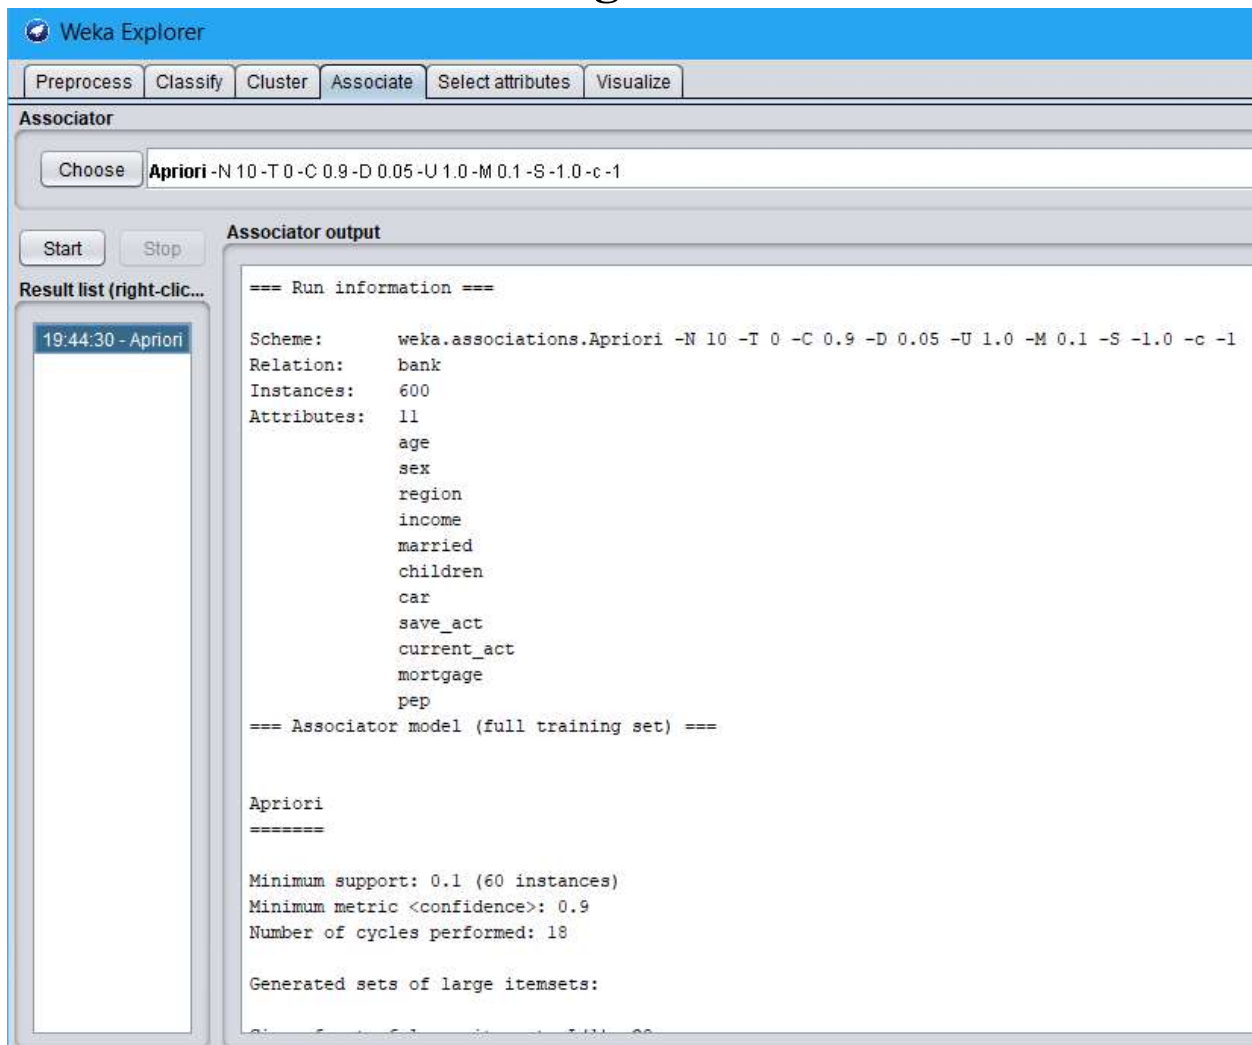 Weka Explorer
Preprocess Classify Cluster Associate Select attributes Visualize
Associator
Choose Apriori -N 10 -T 0 -C 0.9 -D 0.05 -U 1.0 -M 0.1 -S -1.0 -c -1
Start Stop
Associator output
Result list (right-clic...
19:44:30 - Apriori
=== Run information ===
Scheme: weka.associations.Apriori -N 10 -T 0 -C 0.9 -D 0.05 -U 1.0 -M 0.1 -S -1.0 -c -1
Relation: bank
Instances: 600
Attributes: 11
age
sex
region
income
married
children
car
save_act
current_act
mortgage
pep
=== Associator model (full training set) ===
Apriori
=======
Minimum support: 0.1 (60 instances)
Minimum metric <confidence>: 0.9
Number of cycles performed: 18
Generated sets of large itemsets: